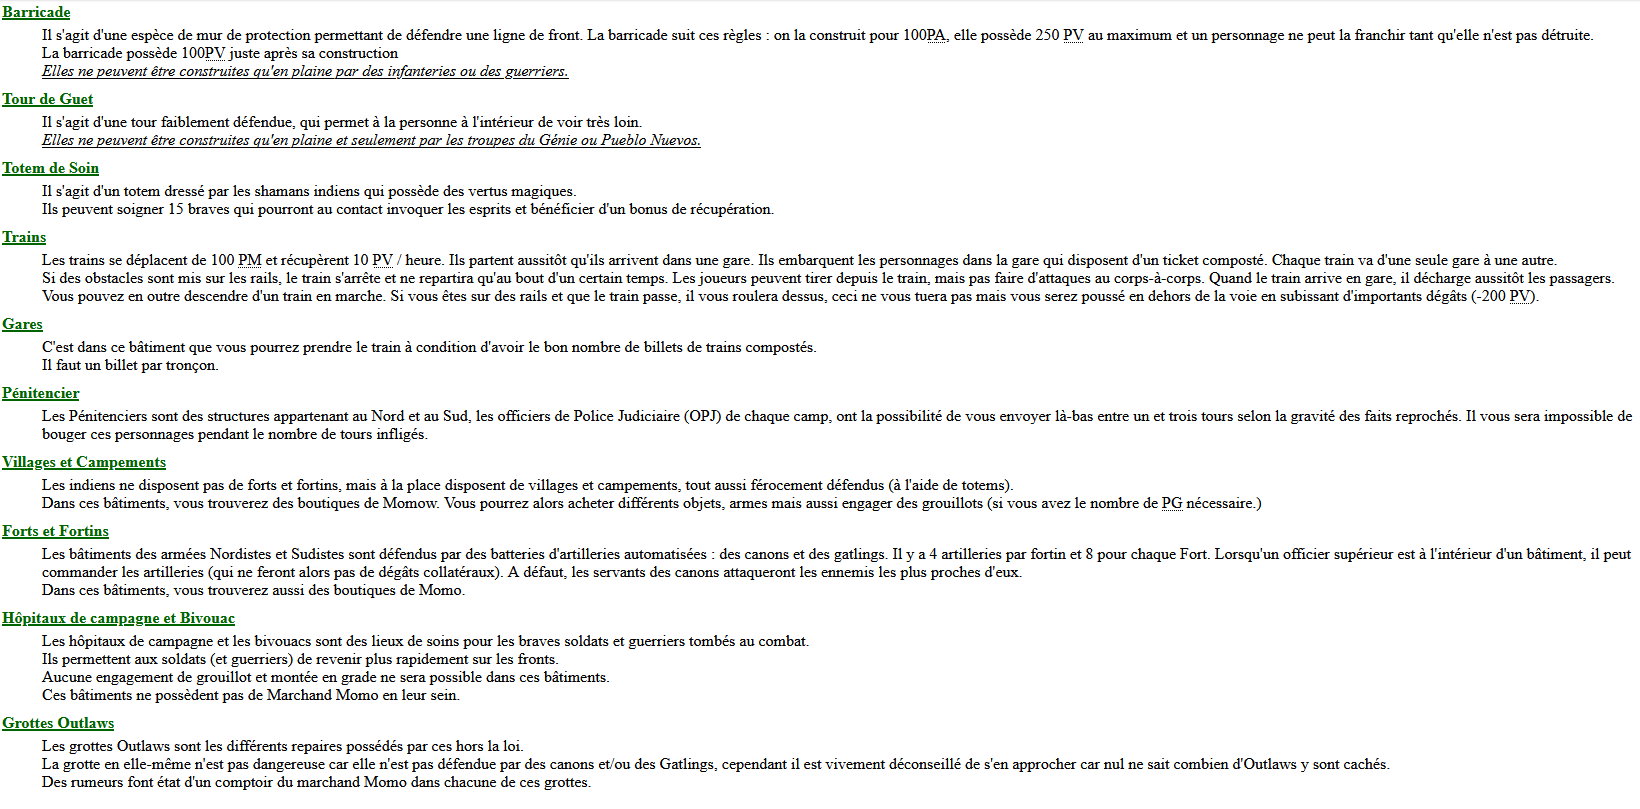 Barricade
Il s'agit d'une espèce de mur de protection permettant de défendre une ligne de front. La barricade suit ces règles : on la construit pour 100PA, elle possède 250 PV au maximum et un personnage ne peut la franchir tant qu'elle n'est pas détruite.
La barricade possède 100PV juste après sa construction
Elles ne peuvent être construites qu'en plaine par des infanteries ou des guerriers.
Tour de Guet
Il s'agit d'une tour faiblement défendue, qui permet à la personne à l'intérieur de voir très loin.
Elles ne peuvent être construites qu'en plaine et seulement par les troupes du Génie ou Pueblo Nuevos.
Totem de Soin
Il s'agit d'un totem dressé par les shamans indiens qui possède des vertus magiques.
Ils peuvent soigner 15 braves qui pourront au contact invoquer les esprits et bénéficier d'un bonus de récupération.
Trains
Les trains se déplacent de 100 PM et récupèrent 10 PV / heure. Ils partent aussitôt qu'ils arrivent dans une gare. Ils embarquent les personnages dans la gare qui disposent d'un ticket composté. Chaque train va d'une seule gare à une autre.
Si des obstacles sont mis sur les rails, le train s'arrête et ne repartira qu'au bout d'un certain temps. Les joueurs peuvent tirer depuis le train, mais pas faire d'attaques au corps-à-corps. Quand le train arrive en gare, il décharge aussitôt les passagers.
Vous pouvez en outre descendre d'un train en marche. Si vous êtes sur des rails et que le train passe, il vous roulera dessus, ceci ne vous tuera pas mais vous serez poussé en dehors de la voie en subissant d'importants dégâts (-200 PV).
Gares
C'est dans ce bâtiment que vous pourrez prendre le train à condition d'avoir le bon nombre de billets de trains compostés.
Il faut un billet par tronçon.
Pénitencier
Les Pénitenciers sont des structures appartenant au Nord et au Sud, les officiers de Police Judiciaire (OPJ) de chaque camp, ont la possibilité de vous envoyer là-bas entre un et trois tours selon la gravité des faits reprochés. Il vous sera impossible de
bouger ces personnages pendant le nombre de tours infligés.
Villages et Campements
Les indiens ne disposent pas de forts et fortins, mais à la place disposent de villages et campements, tout aussi férocement défendus (à l'aide de totems).
Dans ces bâtiments, vous trouverez des boutiques de Momow. Vous pourrez alors acheter différents objets, armes mais aussi engager des grouillots (si vous avez le nombre de PG nécessaire.)
Forts et Fortins
Les bâtiments des armées Nordistes et Sudistes sont défendus par des batteries d'artilleries automatisées : des canons et des gatlings. Il y a 4 artilleries par fortin et 8 pour chaque Fort. Lorsqu'un officier supérieur est à l'intérieur d'un bâtiment, il peut
commander les artilleries (qui ne feront alors pas de dégâts collatéraux). A défaut, les servants des canons attaqueront les ennemis les plus proches d'eux.
Dans ces bâtiments, vous trouverez aussi des boutiques de Momo.
Hôpitaux de campagne et Bivouac
Les hôpitaux de campagne et les bivouacs sont des lieux de soins pour les braves soldats et guerriers tombés au combat.
Ils permettent aux soldats (et guerriers) de revenir plus rapidement sur les fronts.
Aucune engagement de grouillot et montée en grade ne sera possible dans ces bâtiments.
Ces bâtiments ne possèdent pas de Marchand Momo en leur sein.
Grottes Outlaws
Les grottes Outlaws sont les différents repaires possédés par ces hors la loi.
La grotte en elle-même n'est pas dangereuse car elle n'est pas défendue par des canons et/ou des Gatlings, cependant il est vivement déconseillé de s'en approcher car nul ne sait combien d'Outlaws y sont cachés.
Des rumeurs font état d'un comptoir du marchand Momo dans chacune de ces grottes.